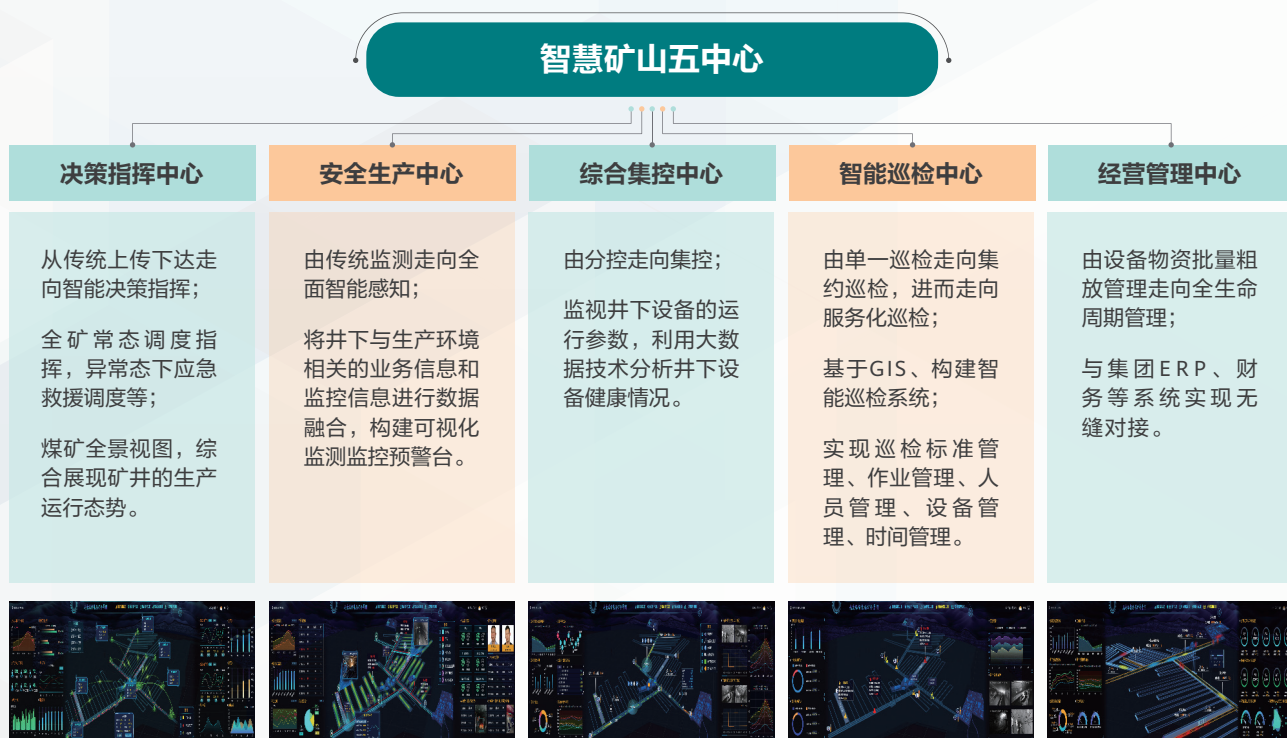 智慧矿山五中心
决策指挥中心
从传统上传下达走
向智能决策指挥；
全矿常态调度指
挥，异常态下应急
救援调度等；
煤矿全景视图，综
合展现矿井的生产
运行态势。
安全生产中心
由传统监测走向全
面智能感知；
将井下与生产环境
相关的业务信息和
监控信息进行数据
融合，构建可视化
监测监控预警台。
综合集控中心
由分控走向集控；
监视井下设备的运
行参数，利用大数
据技术分析井下设
备健康情况。
智能巡检中心
由单一巡检走向集
约巡检，进而走向
服务化巡检；
基于GIS、构建智
能巡检系统；
实现巡检标准管
理、作业管理、人
员管理、设备管
理、时间管理。
经营管理中心
由设备物资批量粗
放管理走向全生命
周期管理；
与集团ERP、财
务等系统实现无
缝对接。